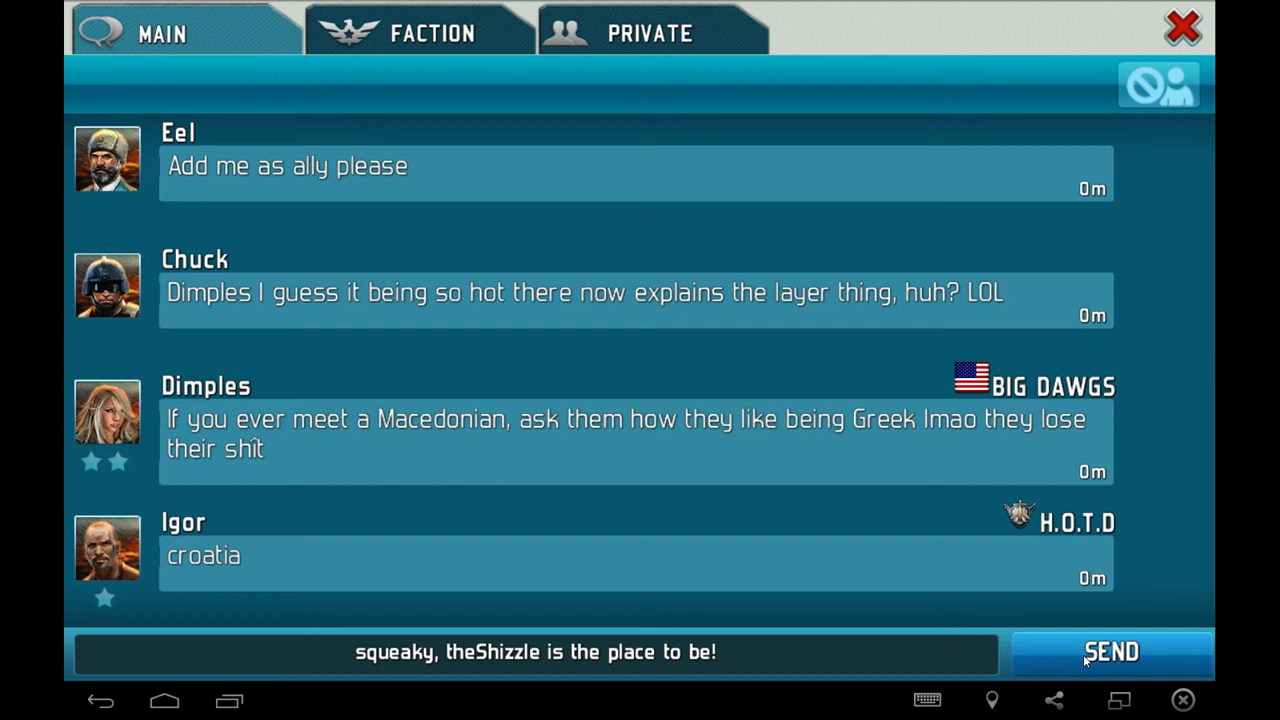 MAIN
FACTION
PRIVATE
Eel
Add me as ally please
0m
Chuck
Dimples I guess it being so hot there now explains the layer thing, huh? LOL
0m
Dimples
BIG DAWGS
If you ever meet a Macedonian, ask them how they like being Greek lmao they lose
their shît
0m
Igor
H.O.T.D
croatia
0m
squeaky, theShizzle is the place to be!
SEND